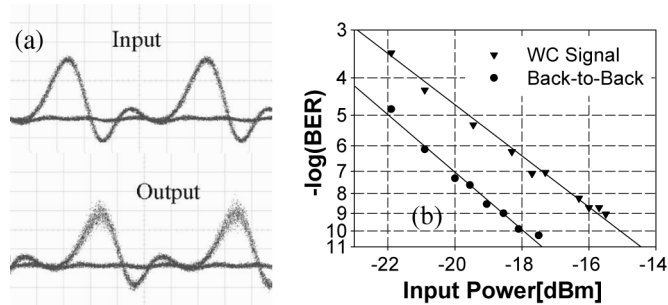 (a)
Input
Output
3
4
5
6
7
8
9
10
11
-log(BER)
WC Signal
Back-to-Back
(b)
-22
-20
-18
-16
-14
Input Power[dBm]